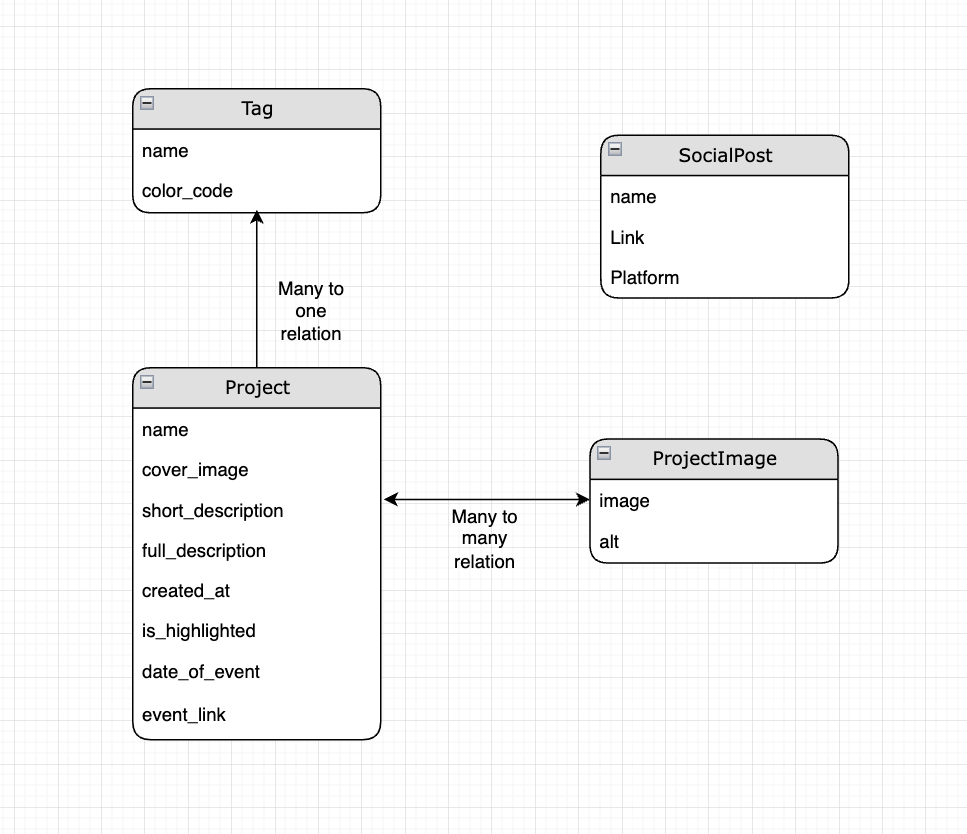 Tag
name
color_code
Many to
one
relation
Project
name
cover_image
short_description
full_description
created_at
is_highlighted
date_of_event
event_link
Many to
many
relation
SocialPost
name
Link
Platform
ProjectImage
image
alt